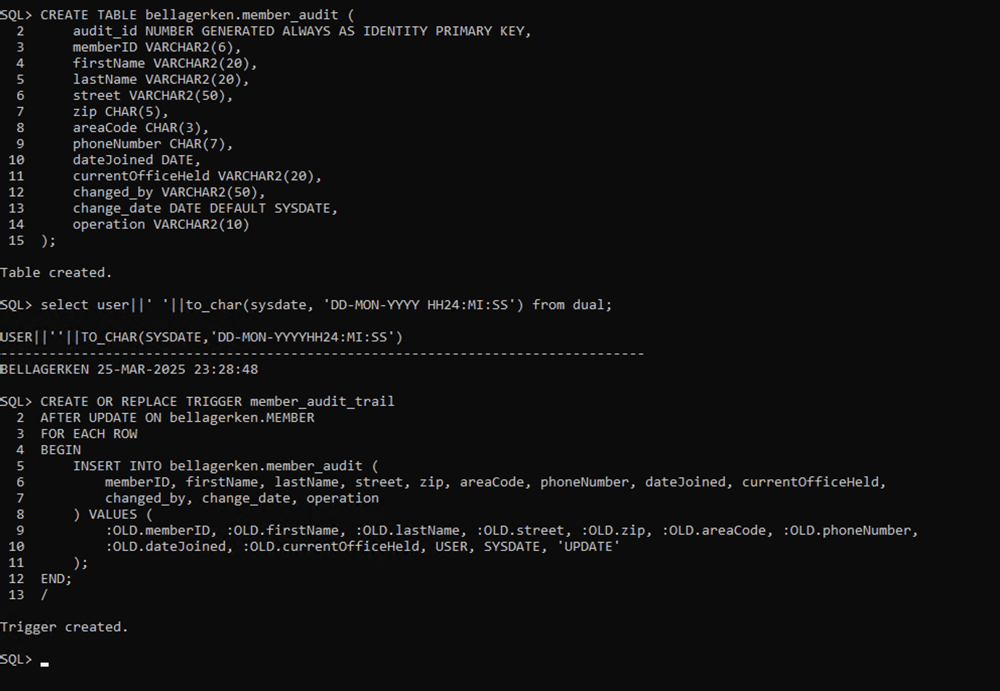 SQL> CREATE TABLE bellagerken.member_audit (
  2      audit_id NUMBER GENERATED ALWAYS AS IDENTITY PRIMARY KEY,
  3      memberID VARCHAR2(6),
  4      firstName VARCHAR2(20),
  5      lastName VARCHAR2(20),
  6      street VARCHAR2(50),
  7      zip CHAR(5),
  8      areaCode CHAR(3),
  9      phoneNumber CHAR(7),
 10      dateJoined DATE,
 11      currentOfficeHeld VARCHAR2(20),
 12      changed_by VARCHAR2(50),
 13      change_date DATE DEFAULT SYSDATE,
 14      operation VARCHAR2(10)
 15  );
Table created.
SQL> select user||' '||to_char(sysdate, 'DD-MON-YYYY HH24:MI:SS') from dual;
USER||''||TO_CHAR(SYSDATE,'DD-MON-YYYYHH24:MI:SS')
--------------------------------------------------------------------------------
BELLAGERKEN 25-MAR-2025 23:28:48
SQL> CREATE OR REPLACE TRIGGER member_audit_trail
  2  AFTER UPDATE ON bellagerken.MEMBER
  3  FOR EACH ROW
  4  BEGIN
  5      INSERT INTO bellagerken.member_audit (
  6          memberID, firstName, lastName, street, zip, areaCode, phoneNumber, dateJoined, currentOfficeHeld,
  7          changed_by, change_date, operation
  8      ) VALUES (
  9          :OLD.memberID, :OLD.firstName, :OLD.lastName, :OLD.street, :OLD.zip, :OLD.areaCode, :OLD.phoneNumber,
 10          :OLD.dateJoined, :OLD.currentOfficeHeld, USER, SYSDATE, 'UPDATE'
 11      );
 12  END;
 13  /
Trigger created.
SQL>